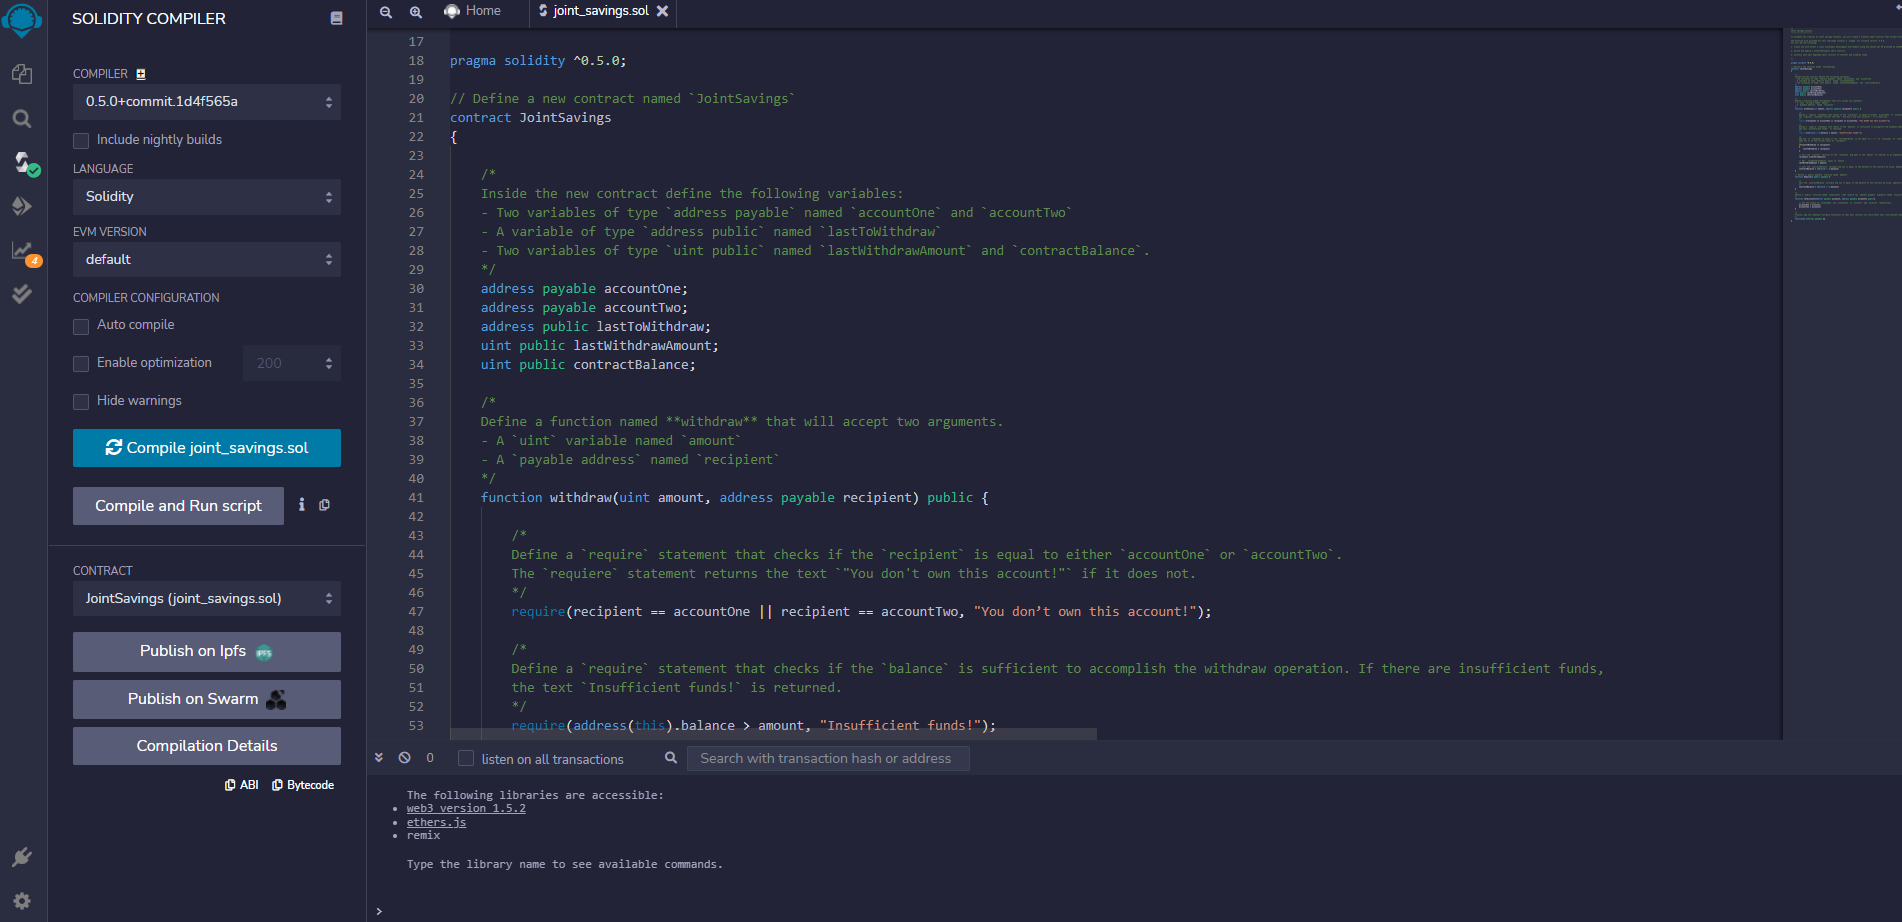 SOLIDITY COMPILER
COMPILER
0.5.0+commit.1d4f565a
Include nightly builds
LANGUAGE
Solidity
EVM VERSION
default
COMPILER CONFIGURATION
Auto compile
Enable optimization
200
Hide warnings
Compile joint_savings.sol
Compile and Run script
CONTRACT
JointSavings (joint_savings.sol)
Publish on Ipfs
IPFS
Publish on Swarm
Compilation Details
ABI
Bytecode
4
Home
joint_savings.sol
17
18 pragma solidity ^0.5.0;
19
20 // Define a new contract named `JointSavings`
21 contract JointSavings
22 {
23
24 /*
25 Inside the new contract define the following variables:
26 - Two variables of type `address payable` named `accountOne` and `accountTwo`
27 - A variable of type `address public` named `lastToWithdraw`
28 - Two variables of type `uint public` named `lastWithdrawAmount` and `contractBalance`.
29 */
30 address payable accountOne;
31 address payable accountTwo;
32 address public lastToWithdraw;
33 uint public lastWithdrawAmount;
34 uint public contractBalance;
35
36 /*
37 Define a function named **withdraw** that will accept two arguments.
38 - A `uint` variable named `amount`
39 - A `payable address` named `recipient`
40 */
41 function withdraw(uint amount, address payable recipient) public {
42
43 /*
44 Define a `require` statement that checks if the `recipient` is equal to either `accountOne` or `accountTwo`.
45 The `requiere` statement returns the text `"You don't own this account!"` if it does not.
46 */
47 require(recipient == accountOne || recipient == accountTwo, "You don’t own this account!");
48
49 /*
50 Define a `require` statement that checks if the `balance` is sufficient to accomplish the withdraw operation. If there are insufficient funds,
51 the text `Insufficient funds!` is returned.
52 */
53 require(address(this).balance > amount, "Insufficient funds!");
0
listen on all transactions
Search with transaction hash or address
The following libraries are accessible:
• web3 version 1.5.2
• ethers.js
• remix
Type the library name to see available commands.
>